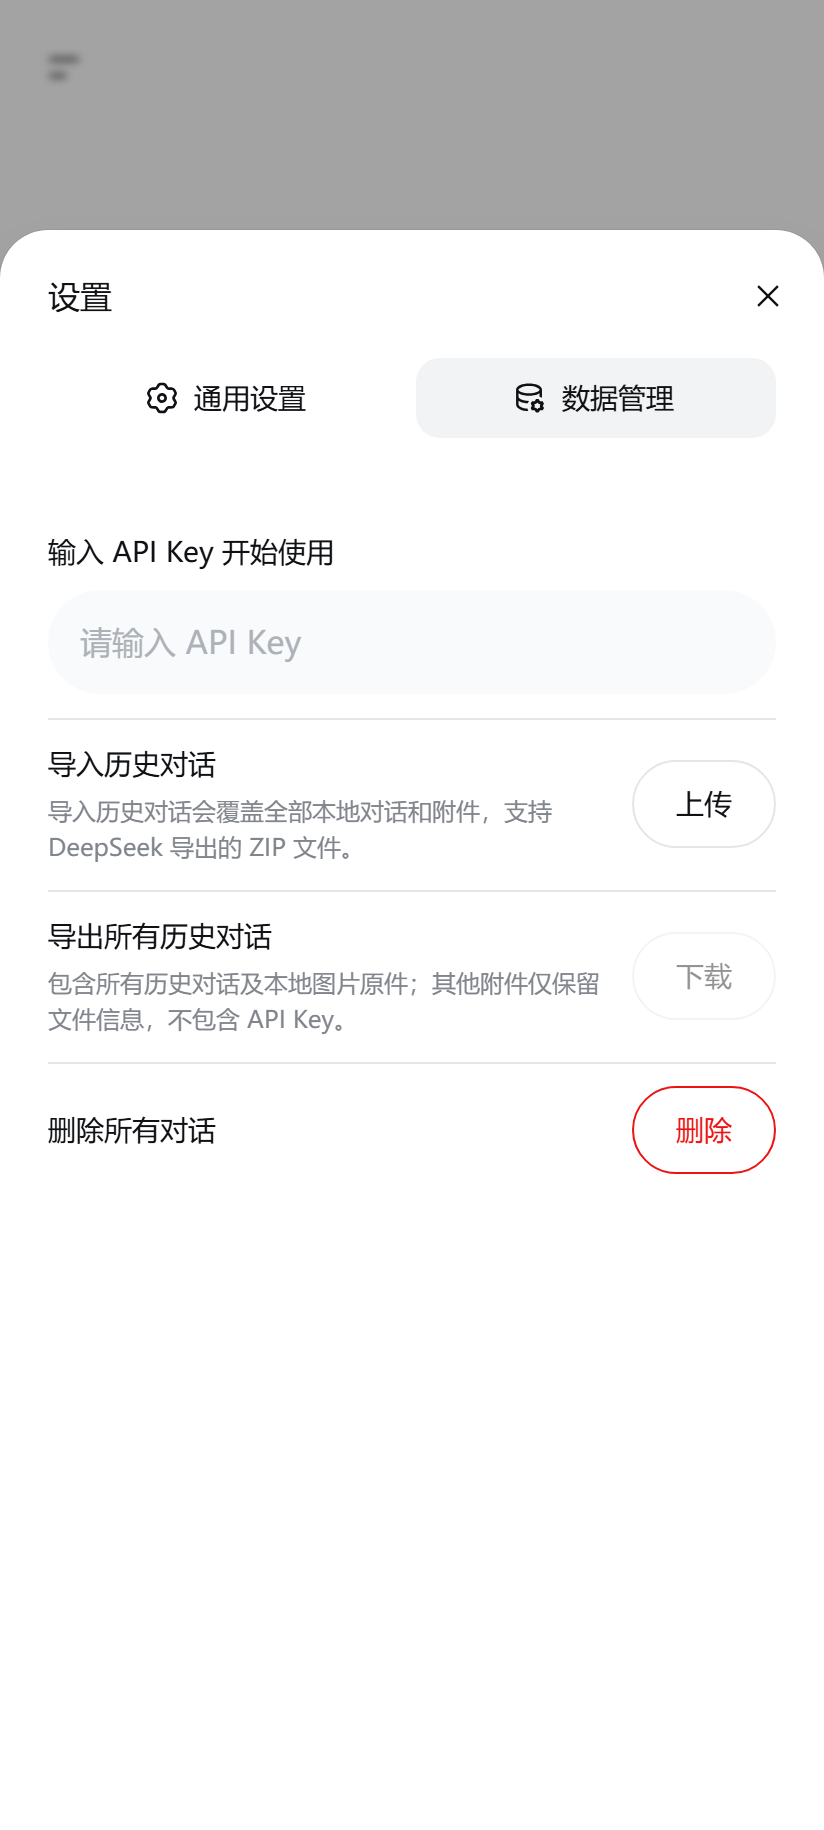 设置
通用设置
数据管理
输入 API Key 开始使用
请输入 API Key
导入历史对话
导入历史对话会覆盖全部本地对话和附件，支持
DeepSeek 导出的 ZIP 文件。
上传
导出所有历史对话
包含所有历史对话及本地图片原件；其他附件仅保留
文件信息，不包含 API Key。
下载
删除所有对话
删除